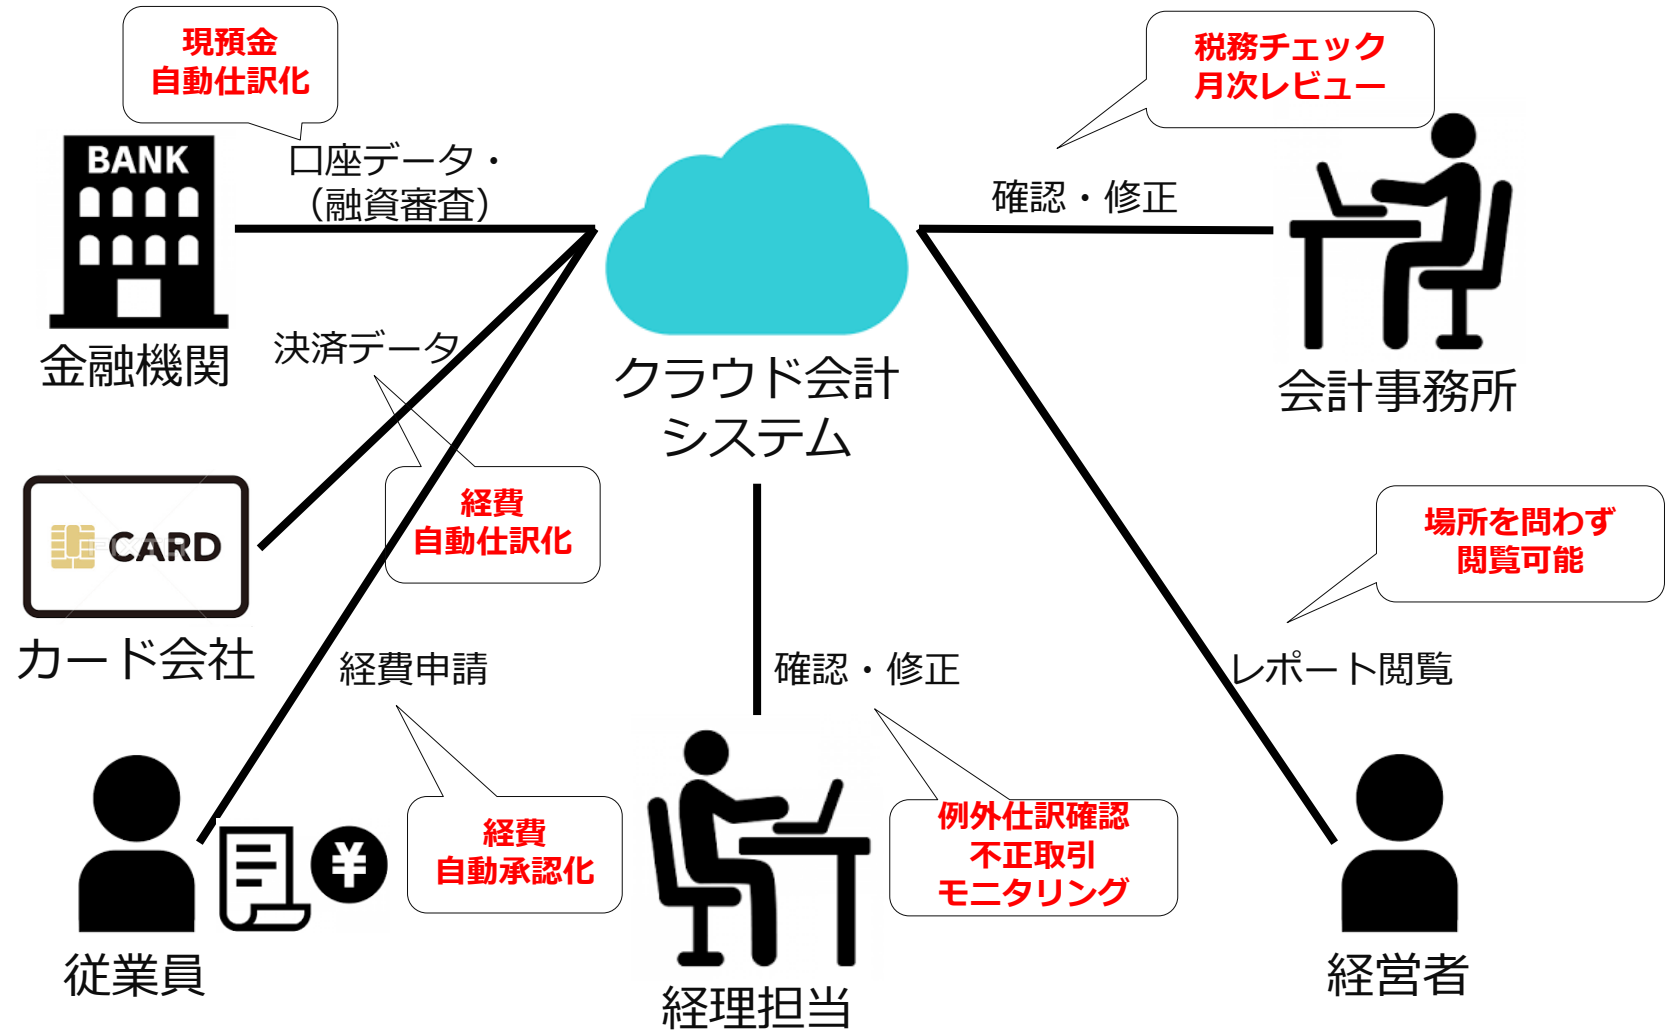 現預金
自動仕訳化
税務チェック
月次レビュー
BANK
口座データ・
（融資審査）
確認・修正
金融機関
決済データ
クラウド会計
システム
会計事務所
CARD
経費
自動仕訳化
場所を問わず
閲覧可能
カード会社
経費申請
確認・修正
レポート閲覧
¥
経費
自動承認化
例外仕訳確認
不正取引
モニタリング
従業員
経理担当
経営者